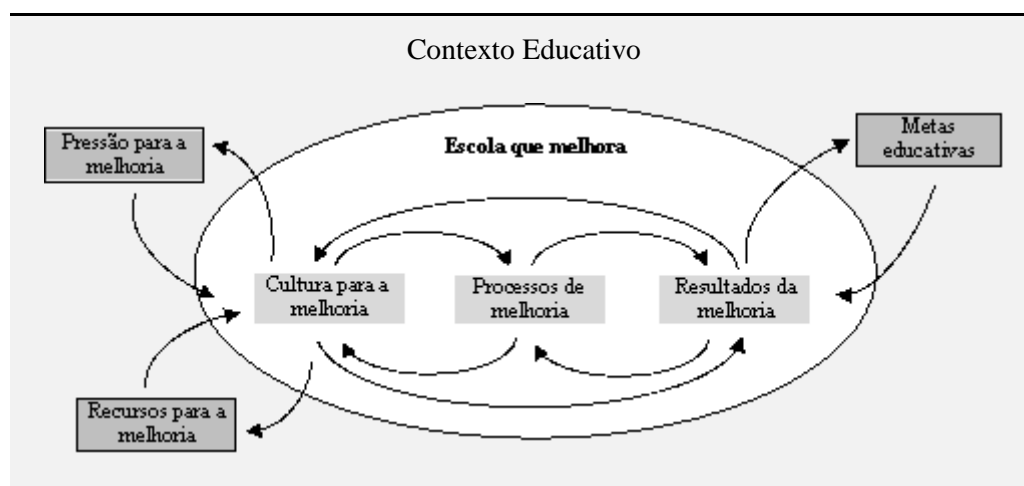 Contexto Educativo
Pressão para a
melhoria
Escola que melhora
Metas
educativas
Cultura para a
melhoria
Processos de
melhoria
Resultados da
melhoria
Recursos para a
melhoria